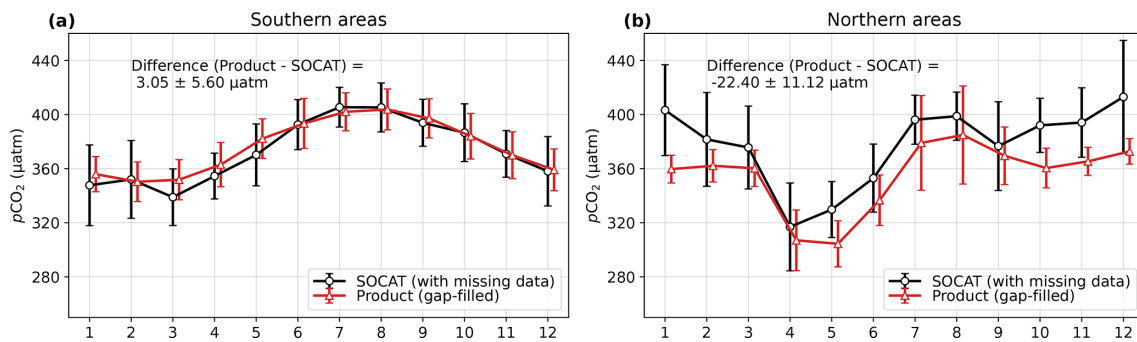 (a)
Southern areas
Difference (Product - SOCAT) =
3.05 ± 5.60 µatm
pCO₂ (µatm)
440
400
360
320
280
SOCAT (with missing data)
Product (gap-filled)
1 2 3 4 5 6 7 8 9 10 11 12
(b)
Northern areas
Difference (Product - SOCAT) =
-22.40 ± 11.12 µatm
pCO₂ (µatm)
440
400
360
320
280
SOCAT (with missing data)
Product (gap-filled)
1 2 3 4 5 6 7 8 9 10 11 12